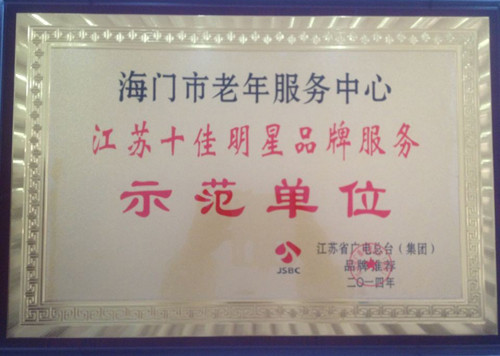 海门市老年服务中心
江苏十佳明星品牌服务
示范单位
JSBC
江苏省广电总台（集团）
品牌推荐
二〇一四年